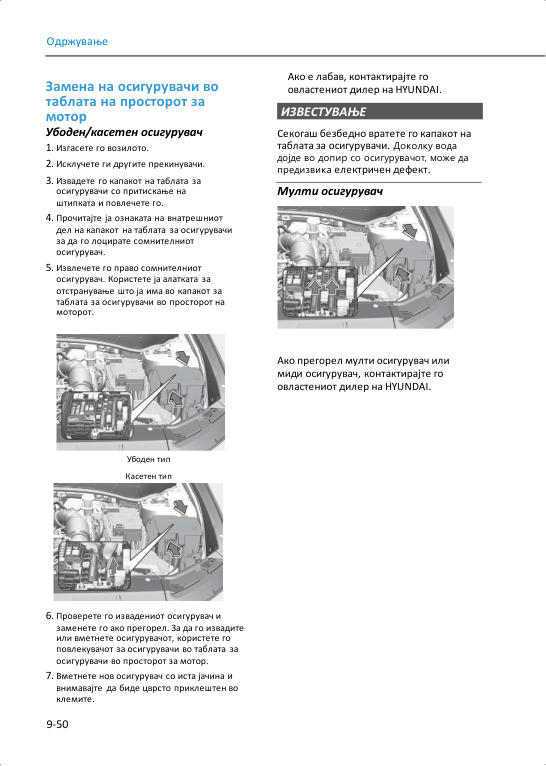 Одржување
Замена на осигурувачи во
таблата на просторот за
мотор
Убоден/касетен осигурувач
1. Изгасете го возилото.
2. Исклучете ги другите прекинувачи.
3. Извадете го капакот на таблата за
осигурувачи со притискање на
штипката и повлечете го.
4. Прочитајте ја ознаката на внатрешниот
дел на капакот на таблата за осигурувачи
за да го лоцирате сомнителниот
осигурувач.
5. Извлечете го право сомнителниот
осигурувач. Користете ја алатката за
отстранување што ја има во капакот за
таблата за осигурувачи во просторот на
моторот.
Убоден тип
Касетен тип
6. Проверете го извадениот осигурувач и
заменете го ако прегорел. За да го извадите
или вметнете осигурувачот, користете го
повлекувачот за осигурувачи во таблата за
осигурувачи во просторот за мотор.
7. Вметнете нов осигурувач со иста јачина и
внимавајте да биде цврсто приклештен во
клемите.
Ако е лабав, контактирајте го
овластениот дилер на HYUNDAI.
ИЗВЕСТУВАЊЕ
Секогаш безбедно вратете го капакот на
таблата за осигурувачи. Доколку вода
дојде во допир со осигурувачот, може да
предизвика електричен дефект.
Мулти осигурувач
Ако прегорел мулти осигурувач или
миди осигурувач, контактирајте го
овластениот дилер на HYUNDAI.
9-50